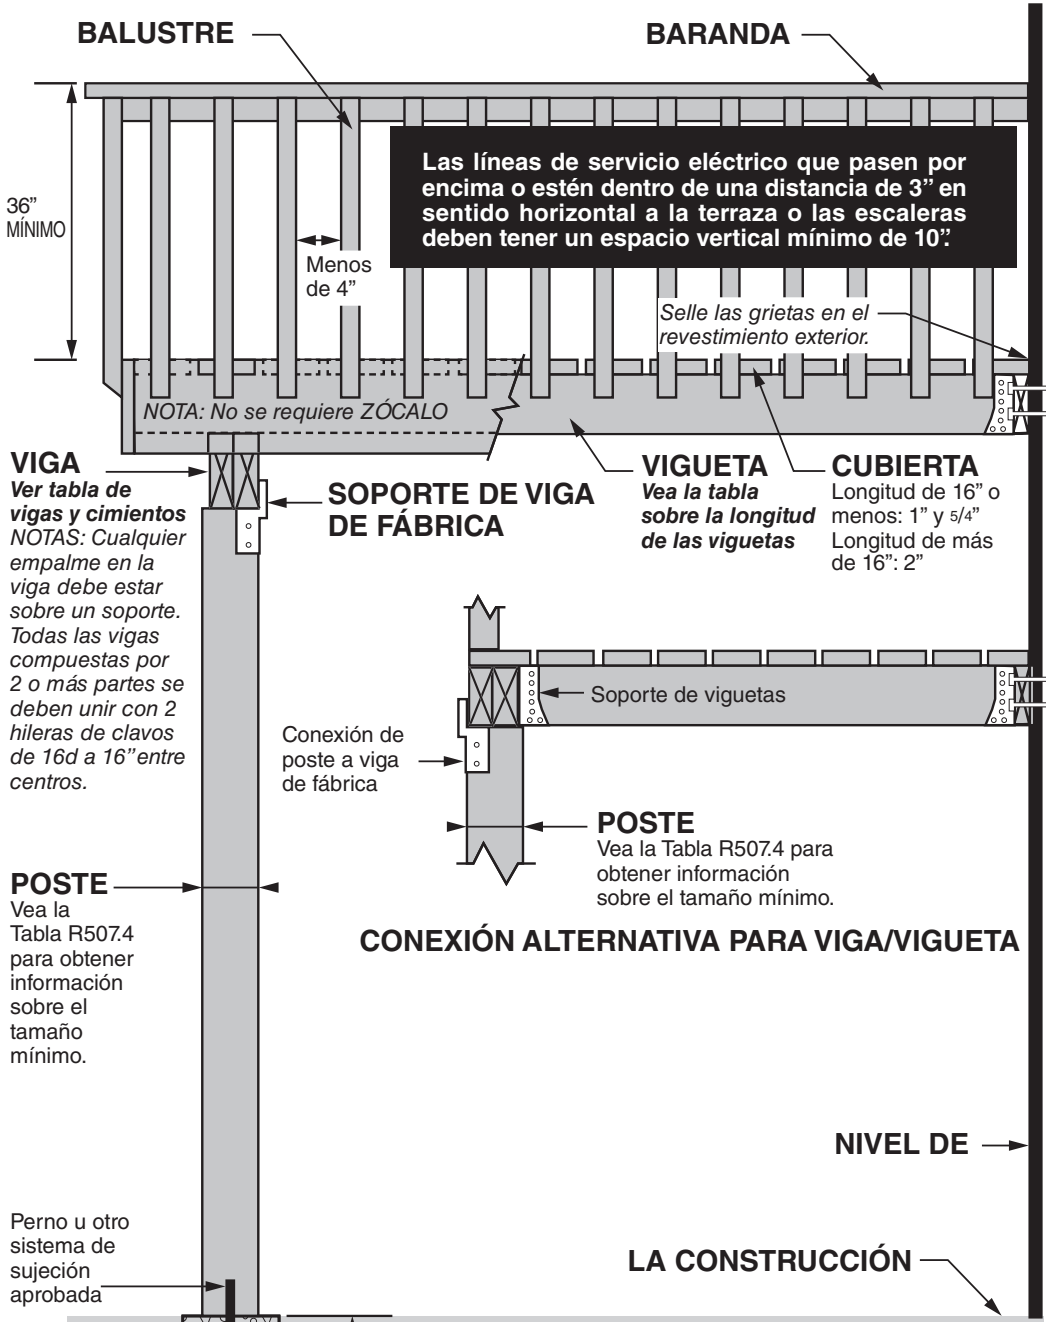 BALUSTRE
BARANDA
36”
MÍNIMO
Las líneas de servicio eléctrico que pasen por
encima o estén dentro de una distancia de 3” en
sentido horizontal a la terraza o las escaleras
deben tener un espacio vertical mínimo de 10”.
Menos
de 4”
Selle las grietas en el
revestimiento exterior.
NOTA: No se requiere ZÓCALO
VIGA
Ver tabla de
vigas y cimientos
NOTAS: Cualquier
empalme en la
viga debe estar
sobre un soporte.
Todas las vigas
compuestas por
2 o más partes se
deben unir con 2
hileras de clavos
de 16d a 16” entre
centros.
SOPORTE DE VIGA
DE FÁBRICA
VIGUETA
Vea la tabla
sobre la longitud
de las viguetas
CUBIERTA
Longitud de 16” o
menos: 1” y 5/4”
Longitud de más
de 16”: 2”
Soporte de viguetas
Conexión de
poste a viga
de fábrica
POSTE
Vea la Tabla R507.4 para
obtener información
sobre el tamaño mínimo.
CONEXIÓN ALTERNATIVA PARA VIGA/VIGUETA
POSTE
Vea la
Tabla R507.4
para obtener
información
sobre el
tamaño
mínimo.
NIVEL DE
LA CONSTRUCCIÓN
Perno u otro
sistema de
sujeción
aprobada